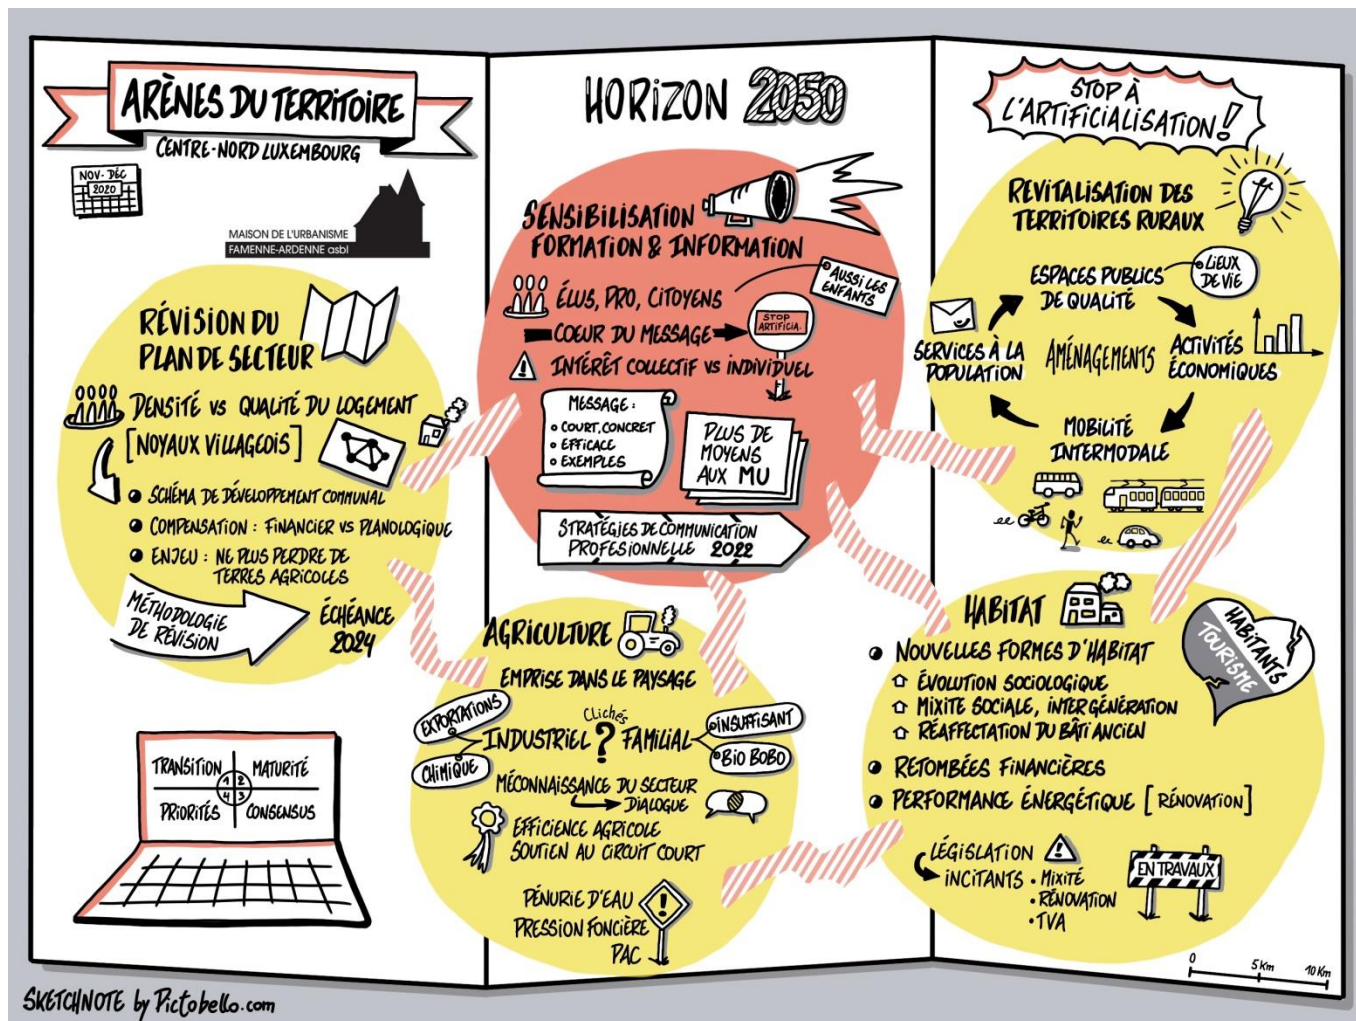 ARÈNES DU TERRITOIRE
CENTRE-NORD LUXEMBOURG
NOV-DÉC
2020
MAISON DE L'URBANISME
FAMENNE-ARDENNE asbl
RÉVISION DU
PLAN DE SECTEUR
DENSITÉ VS QUALITÉ DU LOGEMENT
[NOYAUX VILLAGEOIS]
SCHÉMA DE DÉVELOPPEMENT COMMUNAL
COMPENSATION : FINANCIER VS PLANOLOGIQUE
ENJEU : NE PLUS PERDRE DE
TERRES AGRICOLES
MÉTHODOLOGIE
DE RÉVISION
ÉCHÉANCE
2024
TRANSITION
MATURITÉ
1 2
4 3
PRIORITÉS
CONSENSUS
HORIZON 2050
SENSIBILISATION
FORMATION & INFORMATION
ÉLUS, PRO, CITOYENS
AUSSI LES
ENFANTS
COEUR DU MESSAGE
STOP
ARTIFICIA.
INTÉRÊT COLLECTIF VS INDIVIDUEL
MESSAGE :
COURT, CONCRET
EFFICACE
EXEMPLES
PLUS DE
MOYENS
AUX MU
STRATÉGIES DE COMMUNICATION
PROFESIONNELLE 2022
AGRICULTURE
EMPRISE DANS LE PAYSAGE
EXPORTATIONS
CHIMIQUE
Clichés
INDUSTRIEL ? FAMILIAL
INSUFFISANT
BIO BOBO
MÉCONNAISSANCE DU SECTEUR
DIALOGUE
EFFICIENCE AGRICOLE
SOUTIEN AU CIRCUIT COURT
PÉNURIE D'EAU
PRESSION FONCIÈRE
PAC
!
STOP À
L'ARTIFICIALISATION !
REVITALISATION DES
TERRITOIRES RURAUX
ESPACES PUBLICS
DE QUALITÉ
LIEUX
DE VIE
SERVICES À LA
POPULATION
AMÉNAGEMENTS
ACTIVITÉS
ÉCONOMIQUES
MOBILITÉ
INTERMODALE
HABITAT
HABITANTS
TOURISME
NOUVELLES FORMES D'HABITAT
ÉVOLUTION SOCIOLOGIQUE
MIXITÉ SOCIALE, INTERGÉNÉRATION
RÉAFFECTATION DU BÂTI ANCIEN
RETOMBÉES FINANCIÈRES
PERFORMANCE ÉNERGÉTIQUE [RÉNOVATION]
LÉGISLATION
INCITANTS
• MIXITÉ
• RÉNOVATION
• TVA
EN TRAVAUX
0 5 Km 10 Km
SKETCHNOTE by Pictobello.com